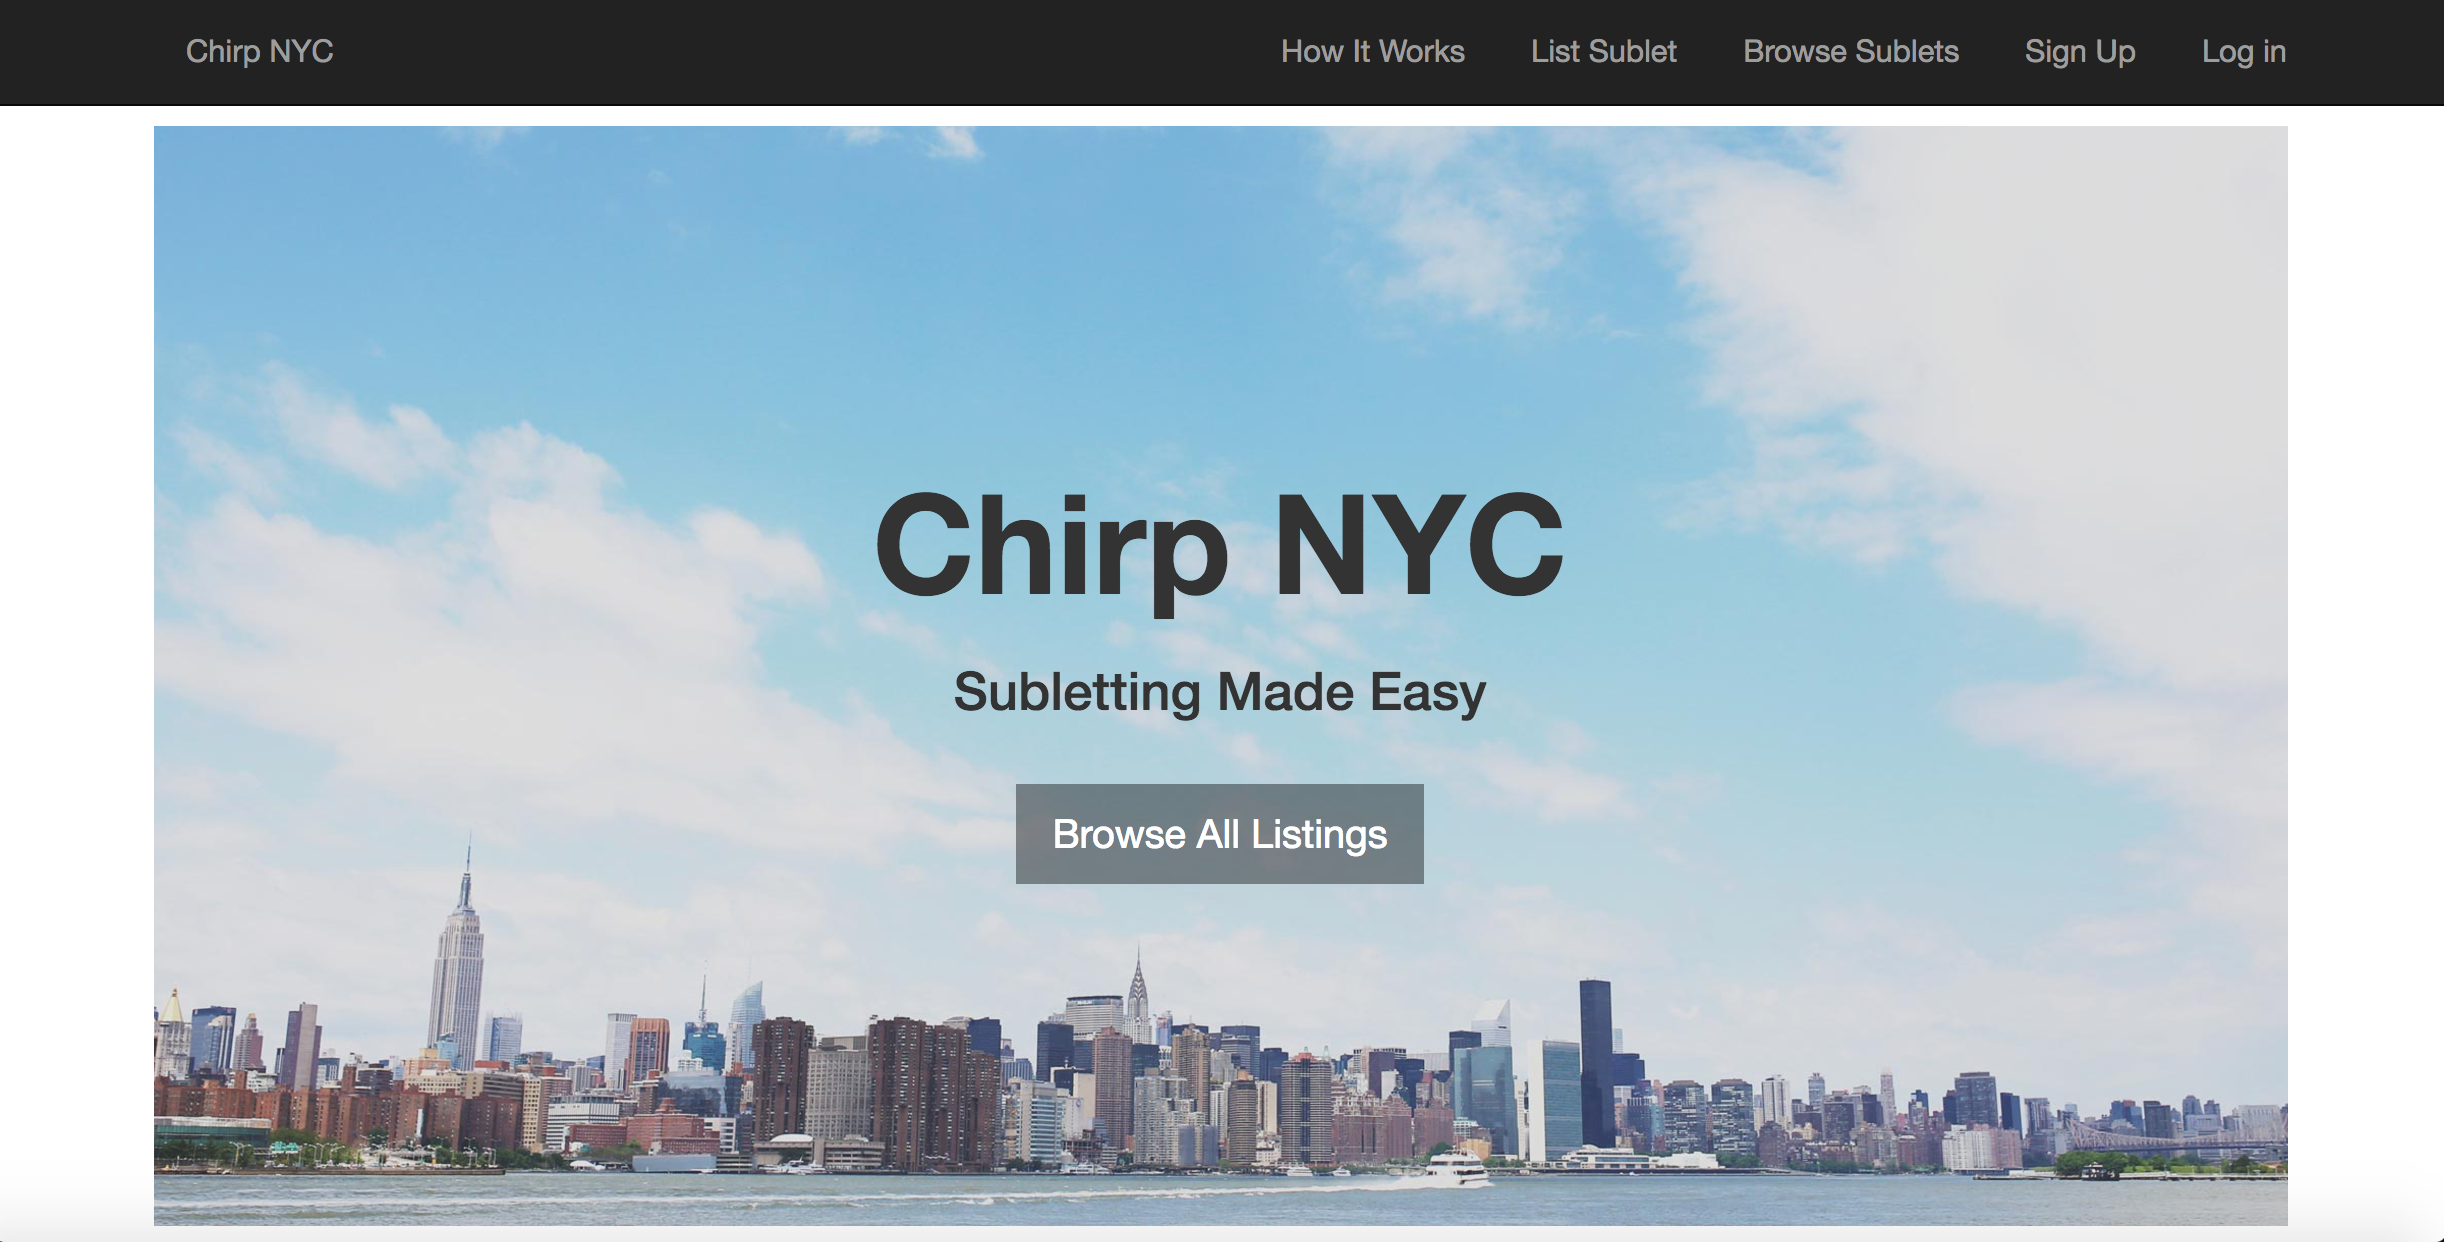 Chirp NYC
How It Works
List Sublet
Browse Sublets
Sign Up
Log in
Chirp NYC
Subletting Made Easy
Browse All Listings